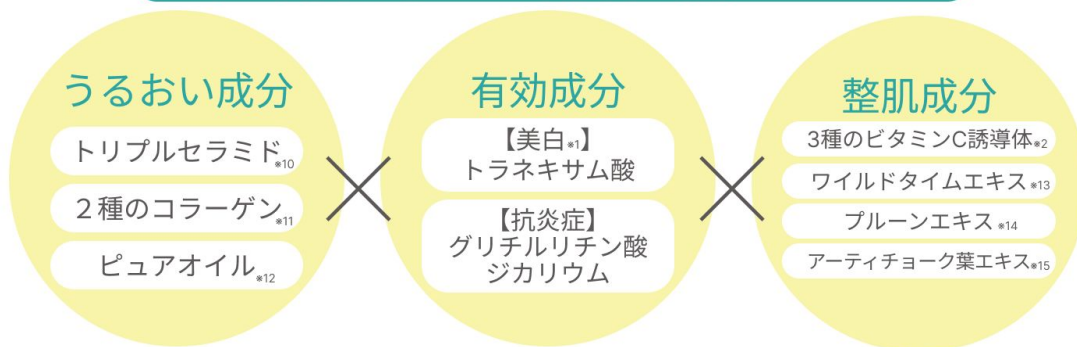 うるおい成分
トリプルセラミド※10
２種のコラーゲン※11
ピュアオイル※12
有効成分
【美白※1】
トラネキサム酸
【抗炎症】
グリチルリチン酸
ジカリウム
整肌成分
3種のビタミンC誘導体※2
ワイルドタイムエキス※13
プルーンエキス※14
アーティチョーク葉エキス※15